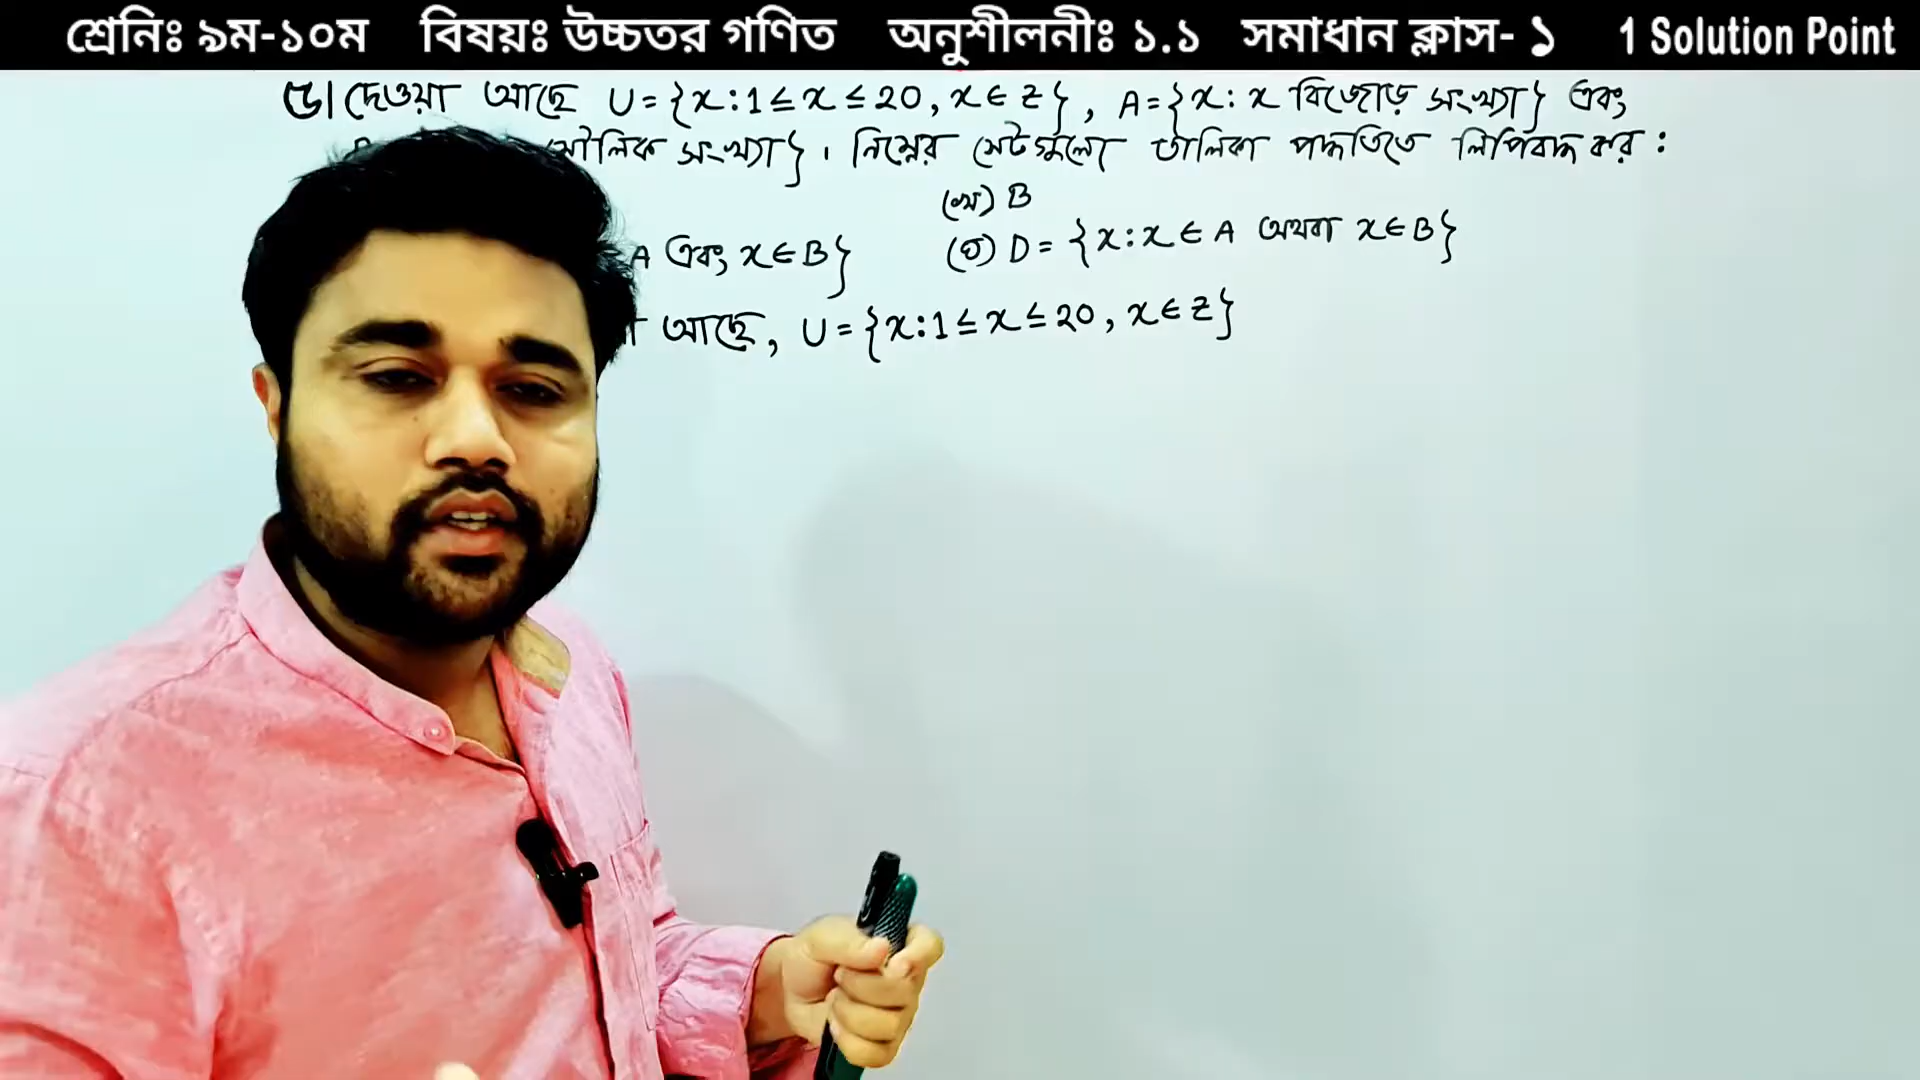 শ্রেনিঃ ৯ম-১০ম বিষয়ঃ উচ্চতর গণিত অনুশীলনীঃ ১.১ সমাধান ক্লাস- ১ 1 Solution Point
৫। দেওয়া আছে U = {x : 1 ≤ x ≤ 20, x ∈ Z}, A = {x : x বিজোড় সংখ্যা} এবং
মৌলিক সংখ্যা}। নিম্নের সেটগুলো তালিকা পদ্ধতিতে লিপিবদ্ধ কর :
(খ) B
A এবং x ∈ B}
(ঘ) D = {x : x ∈ A অথবা x ∈ B}
আছে, U = {x : 1 ≤ x ≤ 20, x ∈ Z}